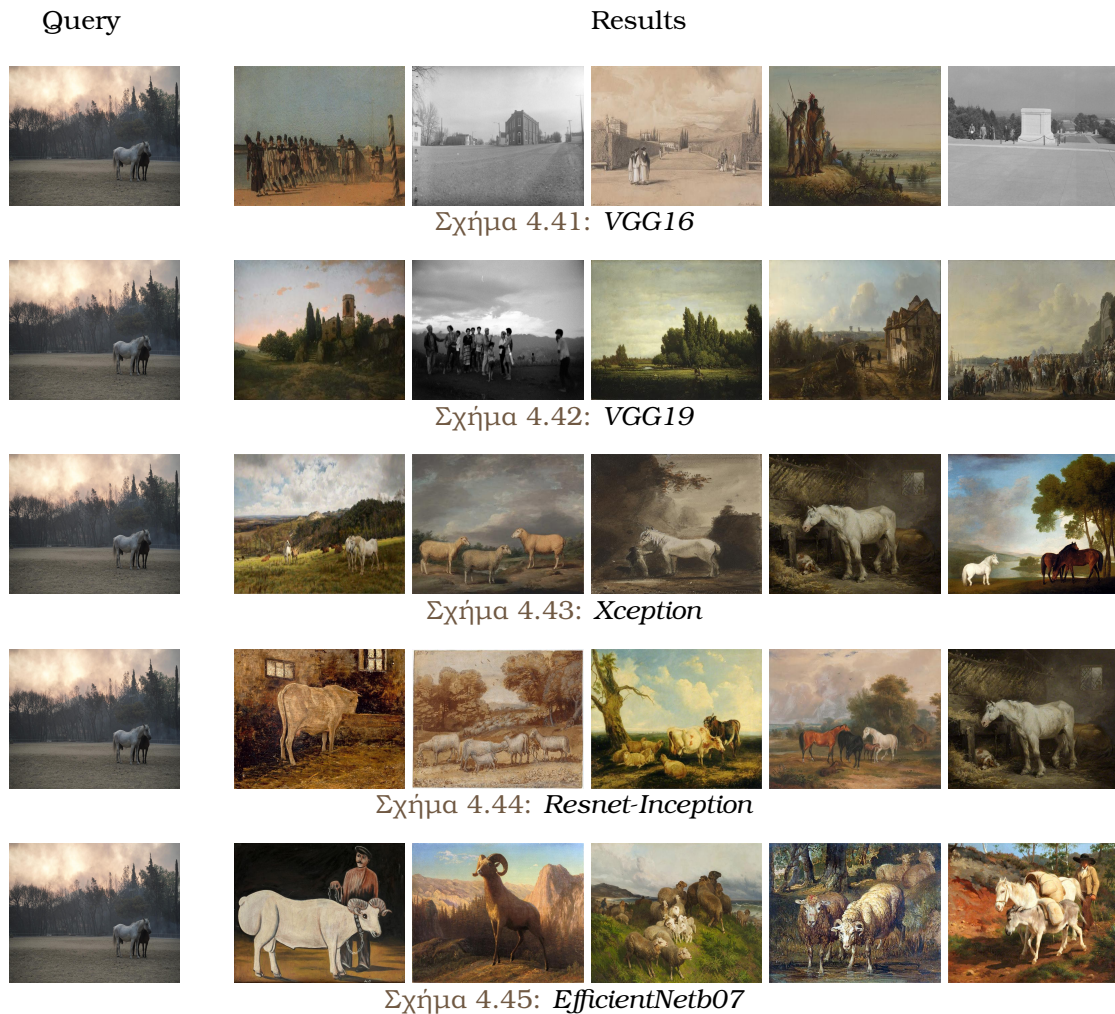 Query Results
Σχήμα 4.41: VGG16
Σχήμα 4.42: VGG19
Σχήμα 4.43: Xception
Σχήμα 4.44: Resnet-Inception
Σχήμα 4.45: EfficientNetb07